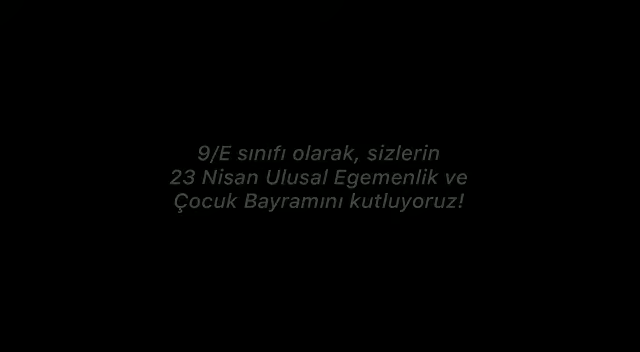 9/E sınıfı olarak, sizlerin
23 Nisan Ulusal Egemenlik ve
Çocuk Bayramını kutluyoruz!